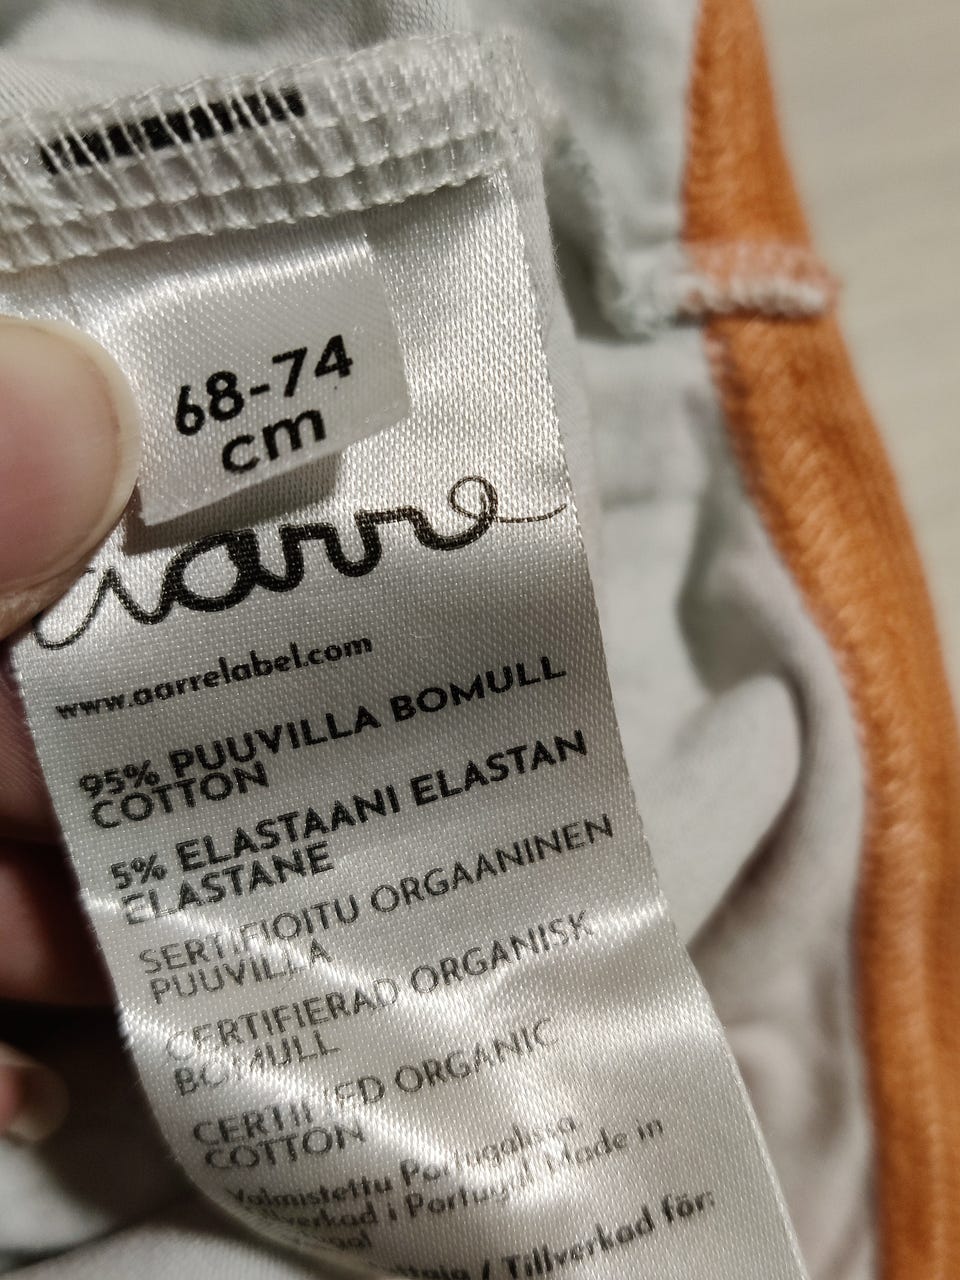 68-74
cm
aarre
www.aarrelabel.com
95% PUUVILLA BOMULL
COTTON
5% ELASTAANI ELASTAN
ELASTANE
SERTIFIOITU ORGAANINEN
PUUVILLA
CERTIFIERAD ORGANISK
BOMULL
CERTIFIED ORGANIC
COTTON
Valmistettu Portugalissa
Tillverkad i Portugal Made in
Portugal
/ Tillverkad för: